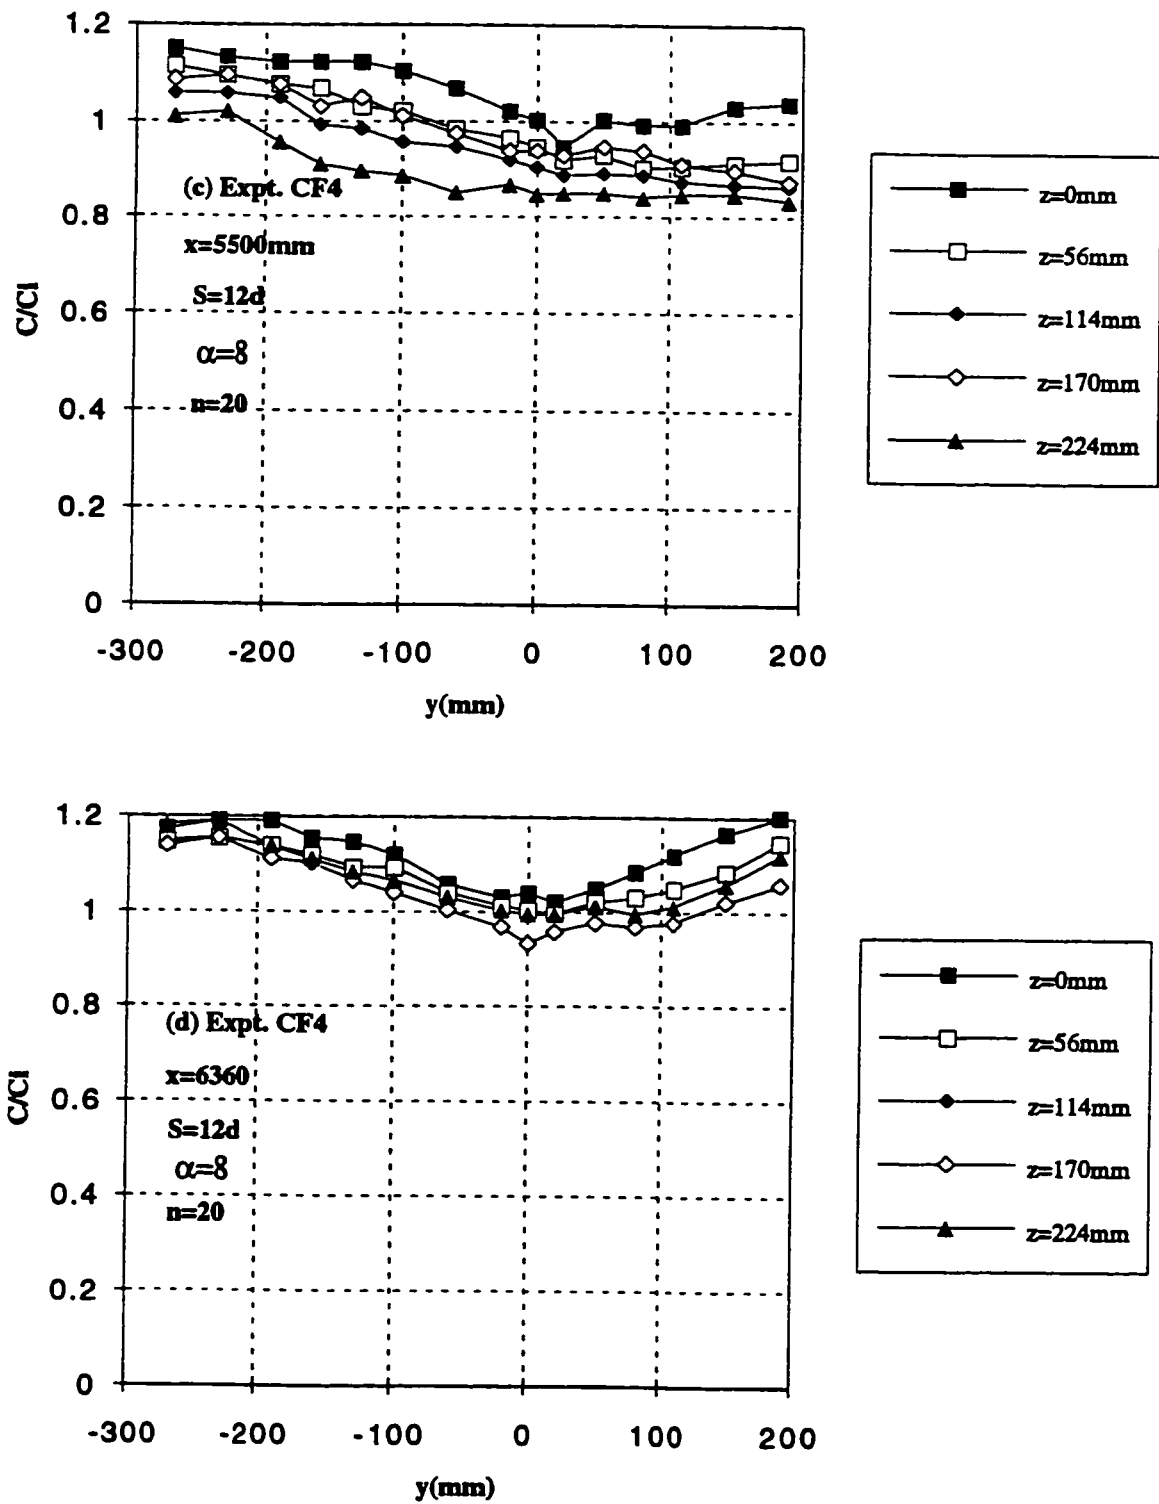 1.2
1
0.8
0.6
0.4
0.2
0
C/Ci
(c) Expt. CF4
x=5500mm
S=12d
α=8
n=20
-300 -200 -100 0 100 200
y(mm)
z=0mm
z=56mm
z=114mm
z=170mm
z=224mm
1.2
1
0.8
0.6
0.4
0.2
0
C/Ci
(d) Expt. CF4
x=6360
S=12d
α=8
n=20
-300 -200 -100 0 100 200
y(mm)
z=0mm
z=56mm
z=114mm
z=170mm
z=224mm